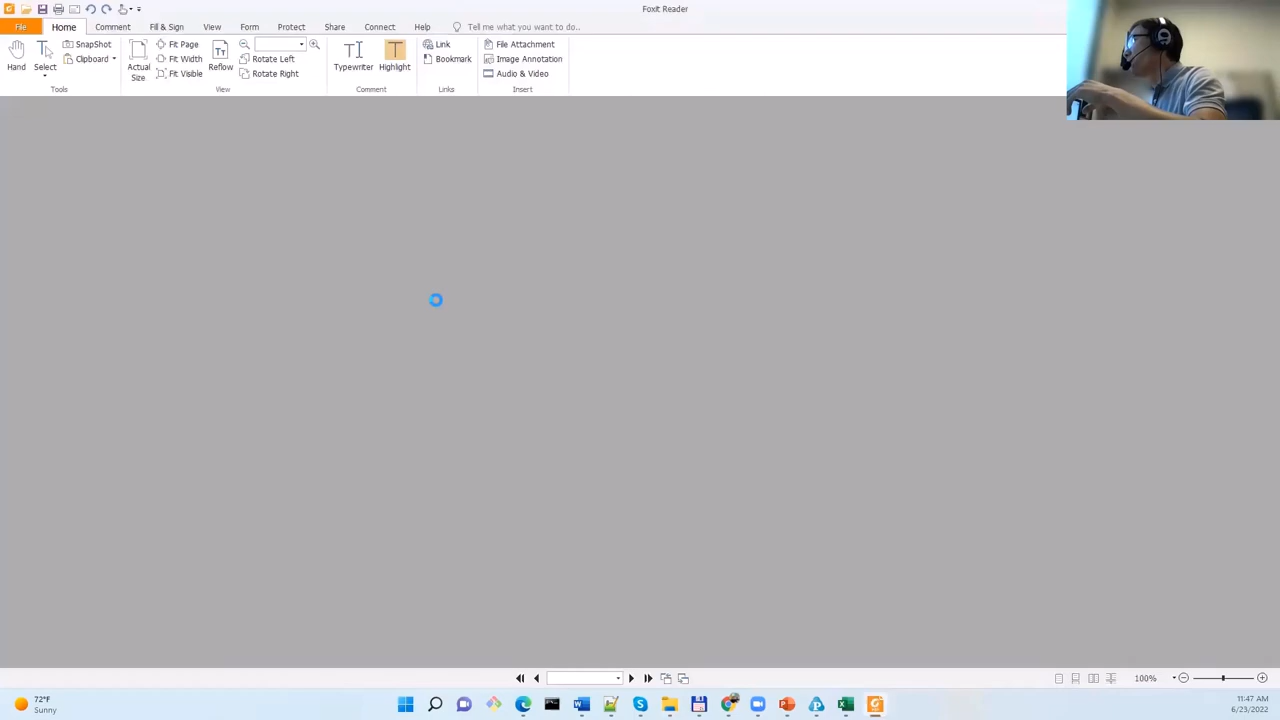 Foxit Reader
File Home Comment Fill & Sign View Form Protect Share Connect Help Tell me what you want to do..
Hand
Select
SnapShot
Clipboard
Actual
Size
Fit Page
Fit Width
Fit Visible
Reflow
Rotate Left
Rotate Right
Typewriter
Highlight
Link
Bookmark
File Attachment
Image Annotation
Audio & Video
Tools View Comment Links Insert
100%
72°F
Sunny
11:47 AM
6/23/2022